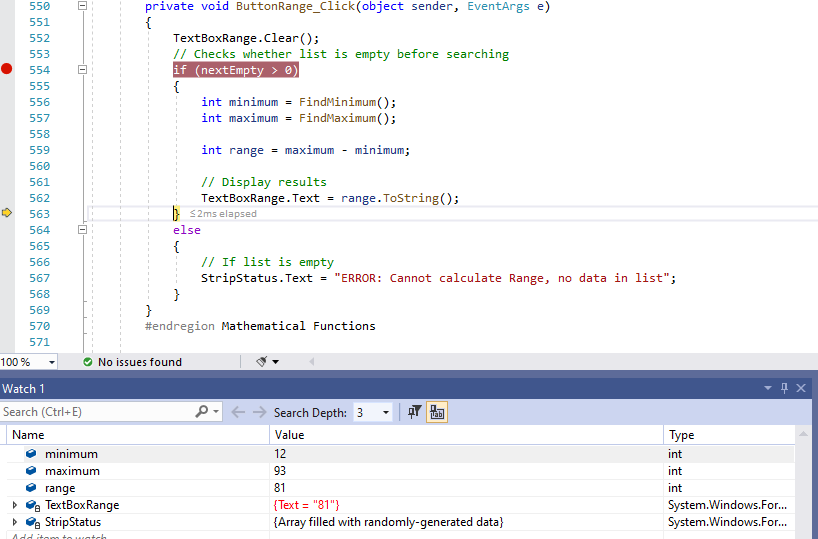 550 private void ButtonRange_Click(object sender, EventArgs e)
551 {
552 TextBoxRange.Clear();
553 // Checks whether list is empty before searching
554 if (nextEmpty > 0)
555 {
556 int minimum = FindMinimum();
557 int maximum = FindMaximum();
558
559 int range = maximum - minimum;
560
561 // Display results
562 TextBoxRange.Text = range.ToString();
563 } ≤2ms elapsed
564 else
565 {
566 // If list is empty
567 StripStatus.Text = "ERROR: Cannot calculate Range, no data in list";
568 }
569 }
570 #endregion Mathematical Functions
571
100 % No issues found
Watch 1
Search (Ctrl+E) Search Depth: 3
Name Value Type
minimum 12 int
maximum 93 int
range 81 int
TextBoxRange {Text = "81"} System.Windows.For...
StripStatus {Array filled with randomly-generated data} System.Windows.For...
Add item to watch